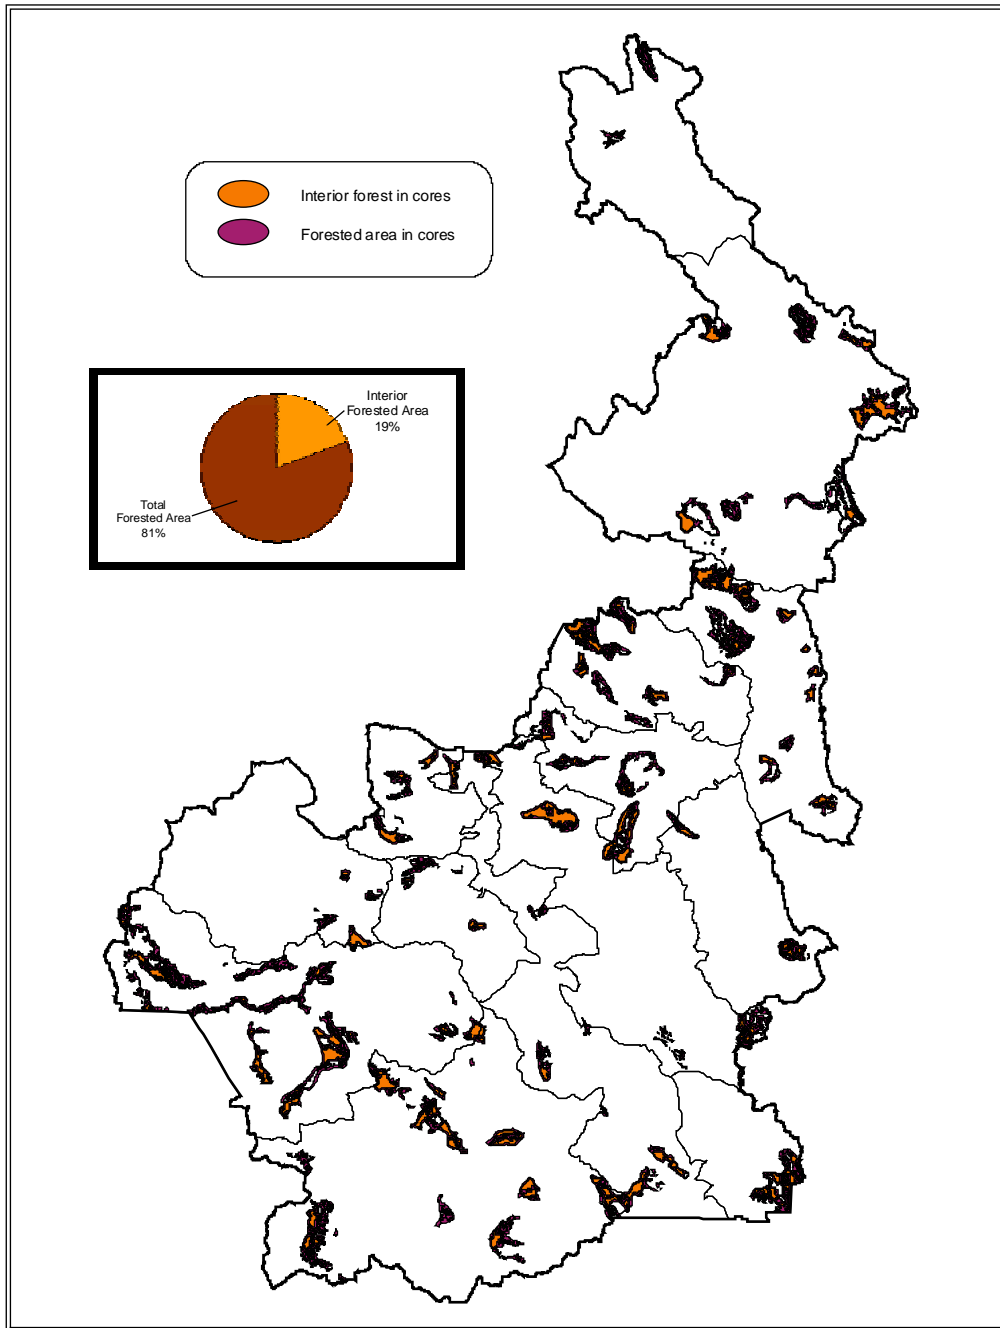 Interior forest in cores
Forested area in cores
Interior
Forested Area
19%
Total
Forested Area
81%